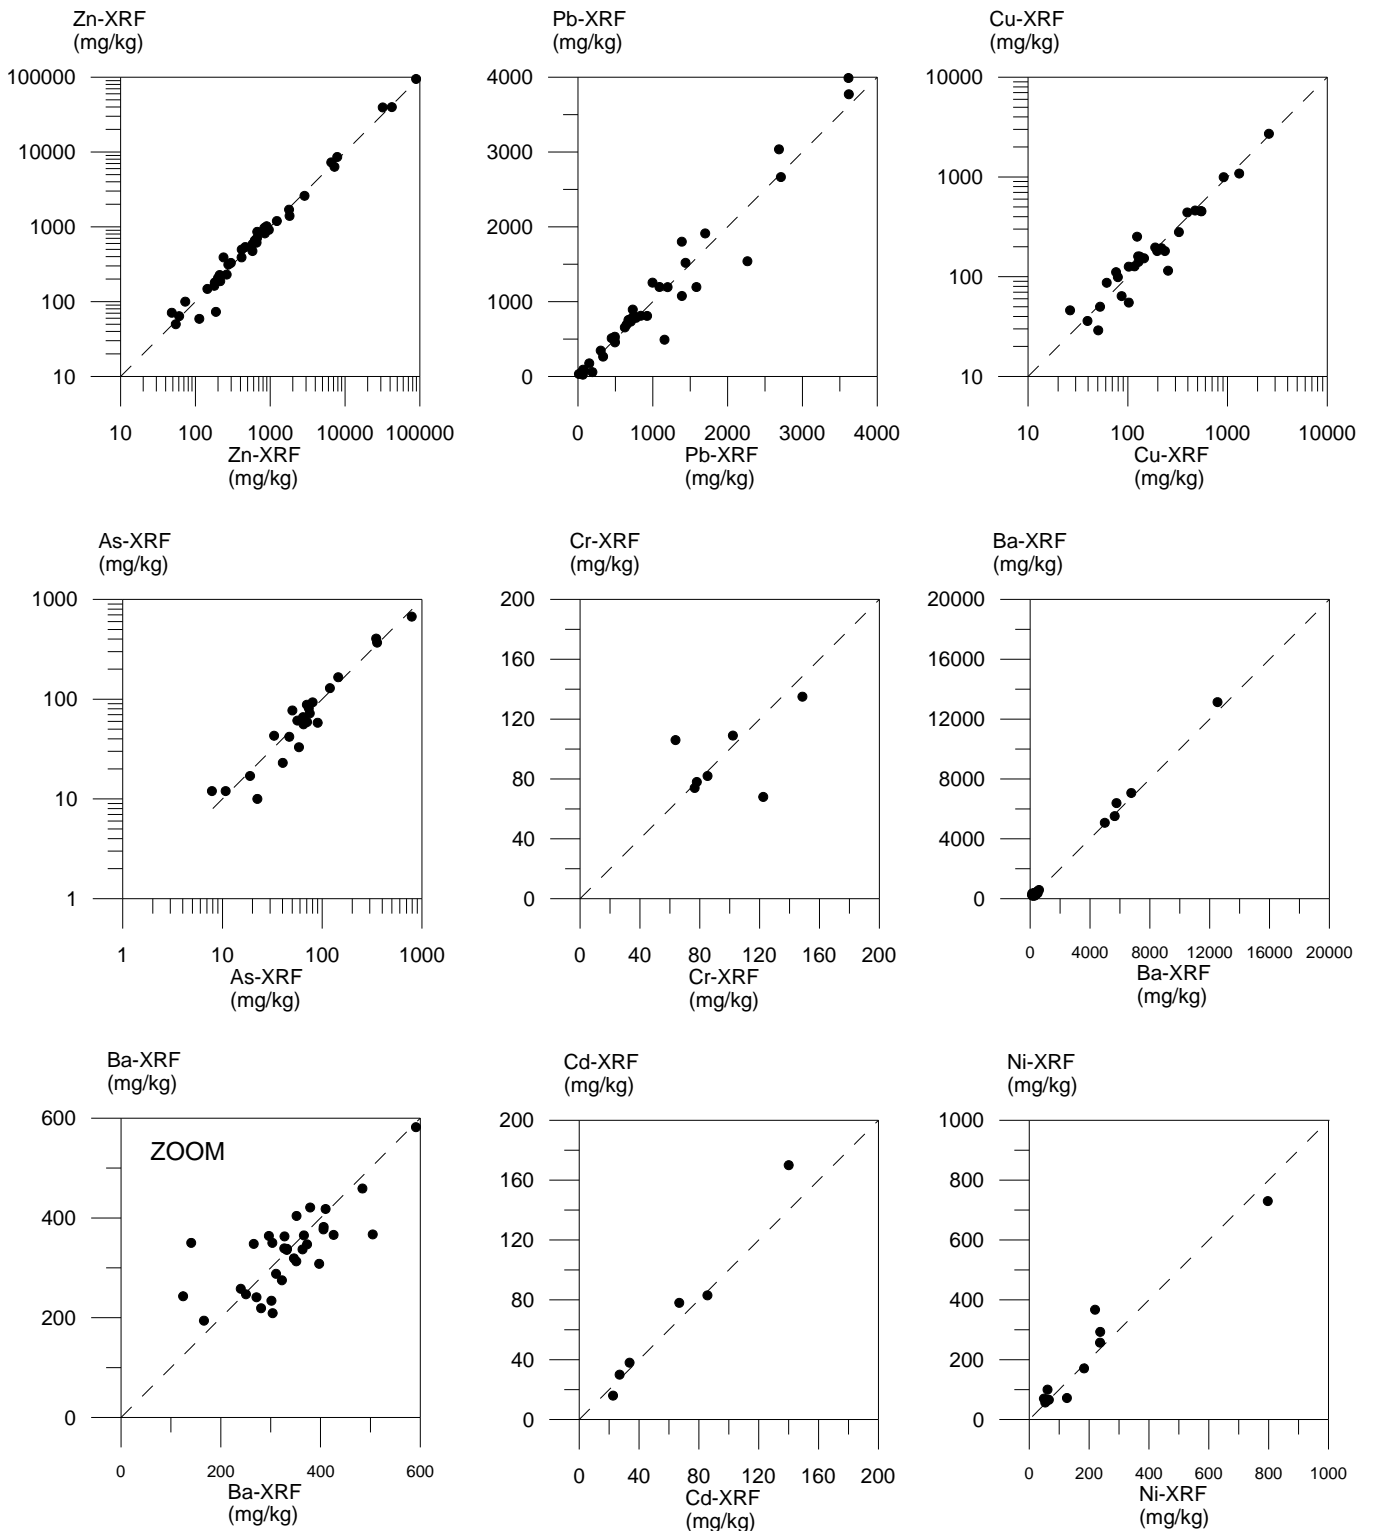 Zn-XRF
(mg/kg)
100000
10000
1000
100
10
10 100 1000 10000 100000
Zn-XRF
(mg/kg)
Pb-XRF
(mg/kg)
4000
3000
2000
1000
0
0 1000 2000 3000 4000
Pb-XRF
(mg/kg)
Cu-XRF
(mg/kg)
10000
1000
100
10
10 100 1000 10000
Cu-XRF
(mg/kg)
As-XRF
(mg/kg)
1000
100
10
1
1 10 100 1000
As-XRF
(mg/kg)
Cr-XRF
(mg/kg)
200
160
120
80
40
0
0 40 80 120 160 200
Cr-XRF
(mg/kg)
Ba-XRF
(mg/kg)
20000
16000
12000
8000
4000
0
0 4000 8000 12000 16000 20000
Ba-XRF
(mg/kg)
Ba-XRF
(mg/kg)
600
ZOOM
400
200
0
0 200 400 600
Ba-XRF
(mg/kg)
Cd-XRF
(mg/kg)
200
160
120
80
40
0
0 40 80 120 160 200
Cd-XRF
(mg/kg)
Ni-XRF
(mg/kg)
1000
800
600
400
200
0
0 200 400 600 800 1000
Ni-XRF
(mg/kg)